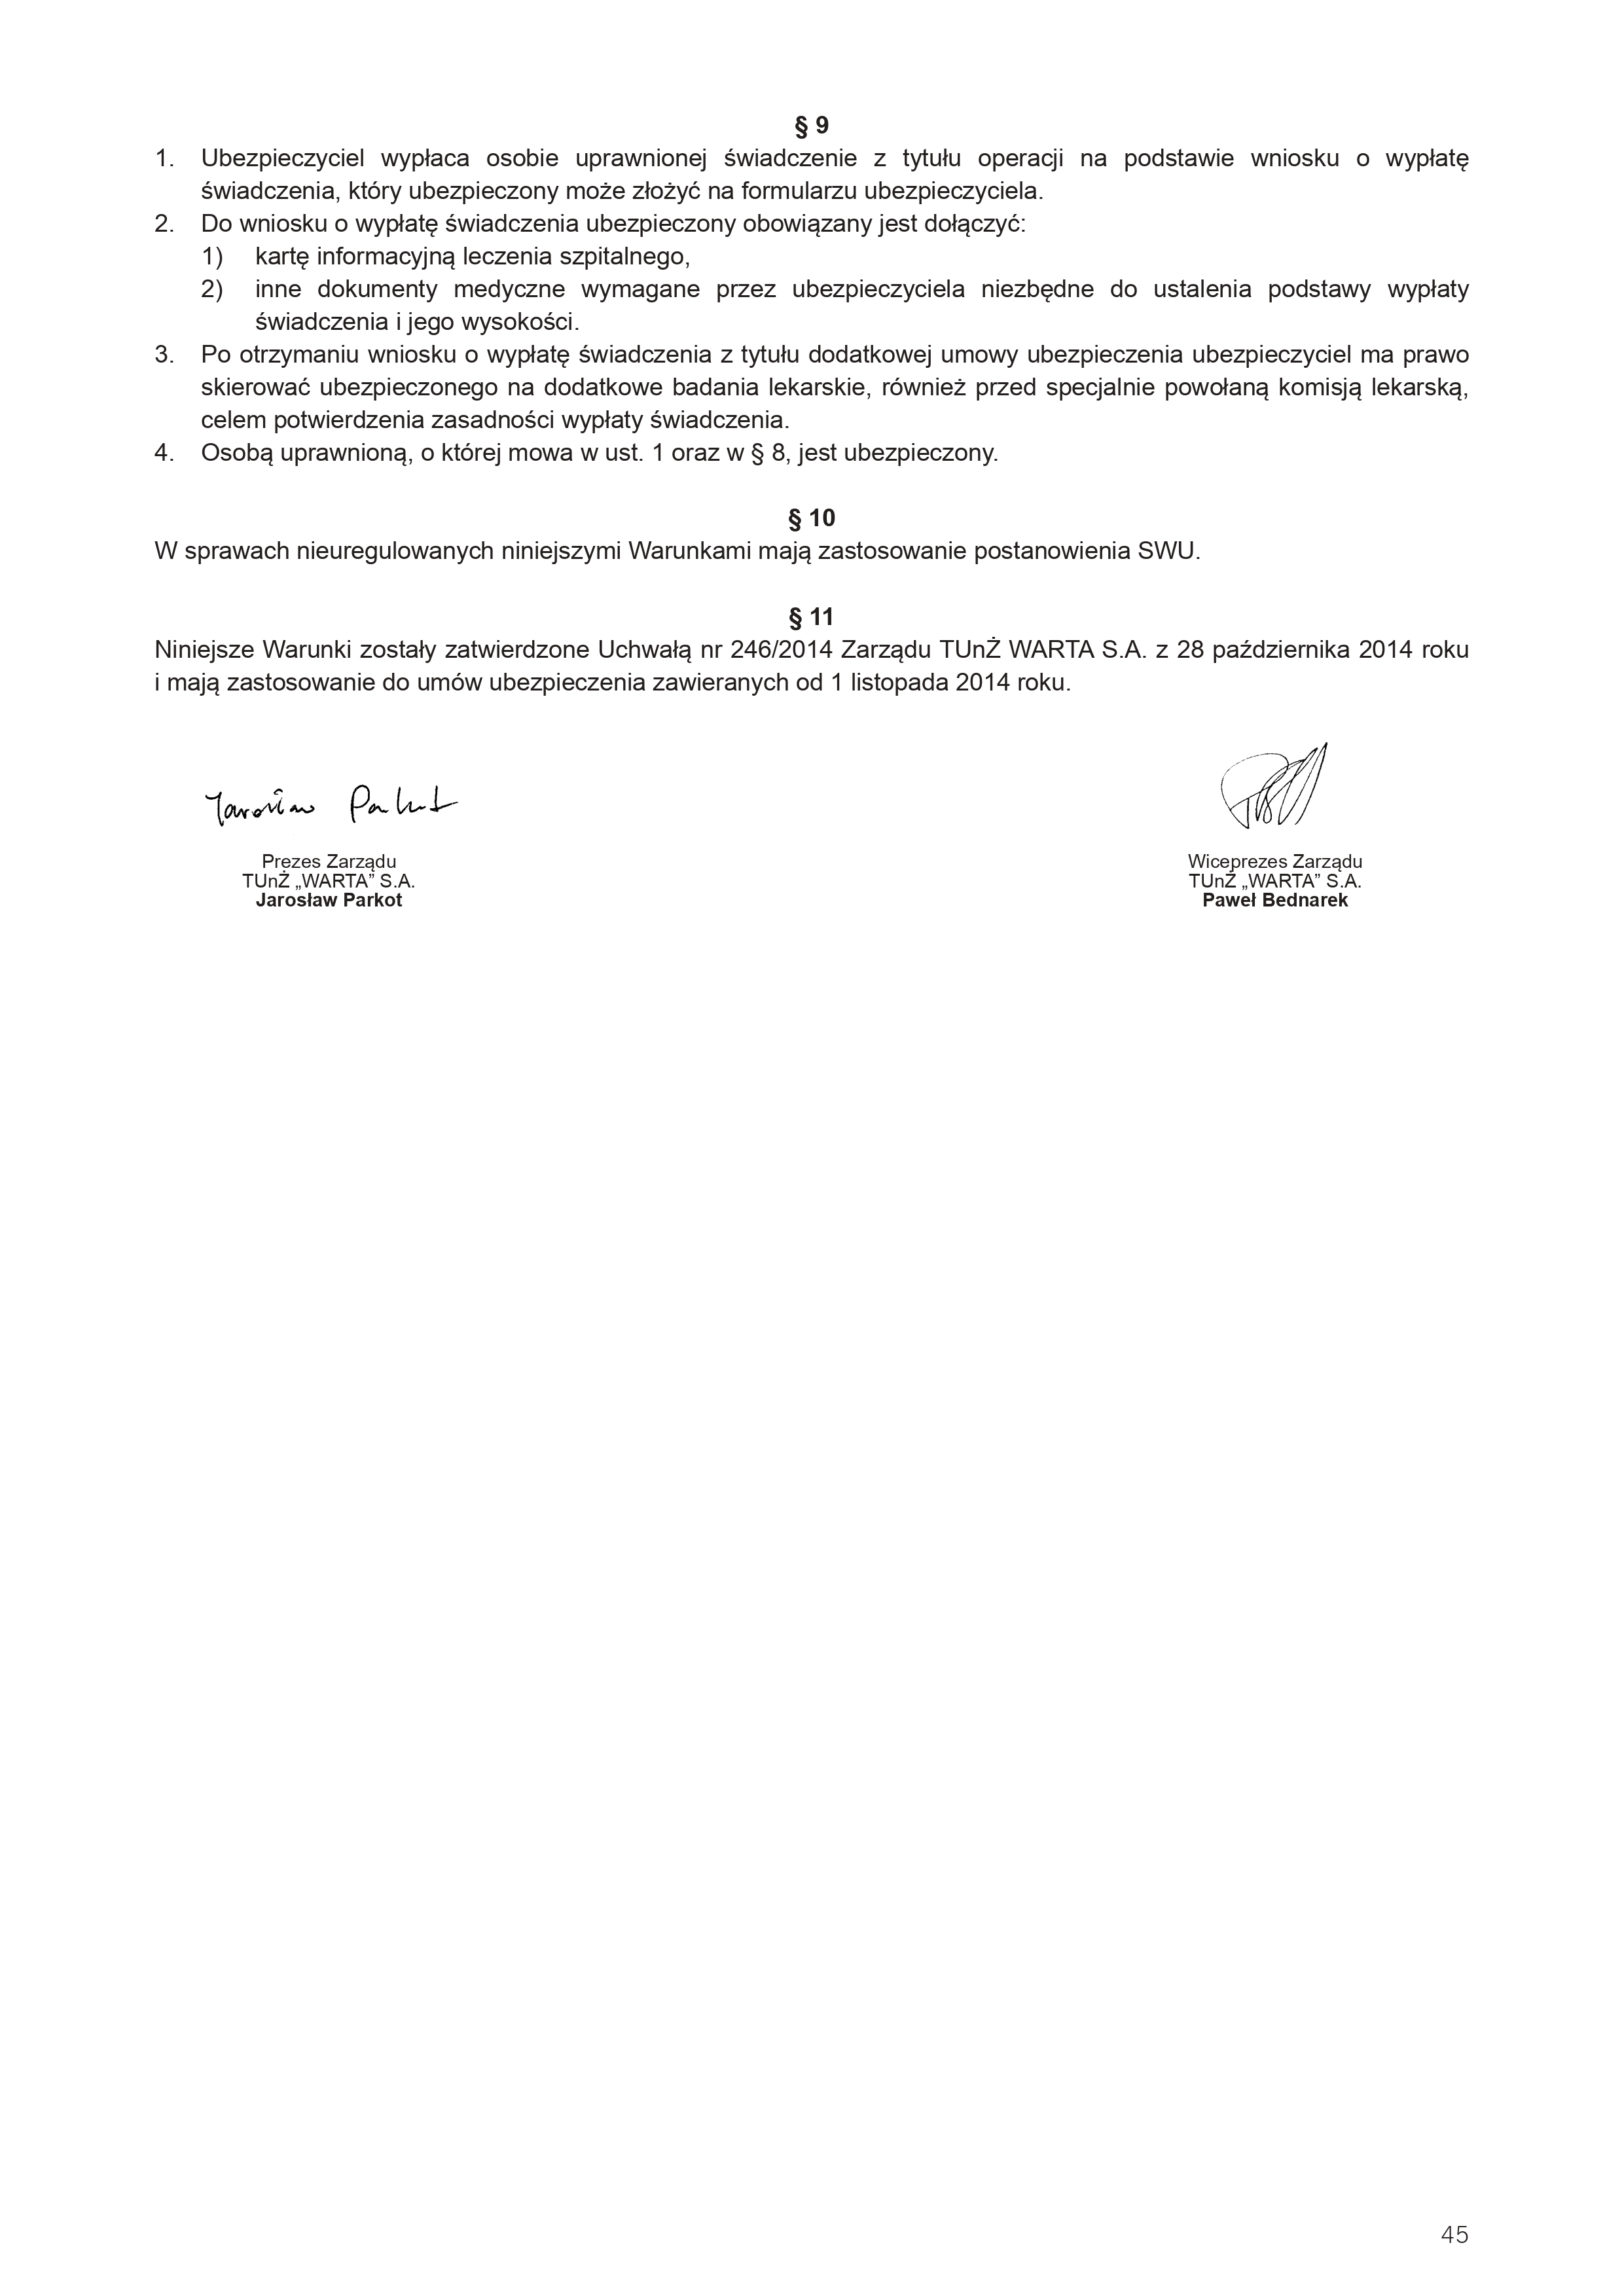 § 9
1. Ubezpieczyciel wypłaca osobie uprawnionej świadczenie z tytułu operacji na podstawie wniosku o wypłatę
świadczenia, który ubezpieczony może złożyć na formularzu ubezpieczyciela.
2. Do wniosku o wypłatę świadczenia ubezpieczony obowiązany jest dołączyć:
1) kartę informacyjną leczenia szpitalnego,
2) inne dokumenty medyczne wymagane przez ubezpieczyciela niezbędne do ustalenia podstawy wypłaty
świadczenia i jego wysokości.
3. Po otrzymaniu wniosku o wypłatę świadczenia z tytułu dodatkowej umowy ubezpieczenia ubezpieczyciel ma prawo
skierować ubezpieczonego na dodatkowe badania lekarskie, również przed specjalnie powołaną komisją lekarską,
celem potwierdzenia zasadności wypłaty świadczenia.
4. Osobą uprawnioną, o której mowa w ust. 1 oraz w § 8, jest ubezpieczony.
§ 10
W sprawach nieuregulowanych niniejszymi Warunkami mają zastosowanie postanowienia SWU.
§ 11
Niniejsze Warunki zostały zatwierdzone Uchwałą nr 246/2014 Zarządu TUnŻ WARTA S.A. z 28 października 2014 roku
i mają zastosowanie do umów ubezpieczenia zawieranych od 1 listopada 2014 roku.
Jarosław Parkot
Prezes Zarządu
TUnŻ „WARTA” S.A.
Jarosław Parkot
Wiceprezes Zarządu
TUnŻ „WARTA” S.A.
Paweł Bednarek
45